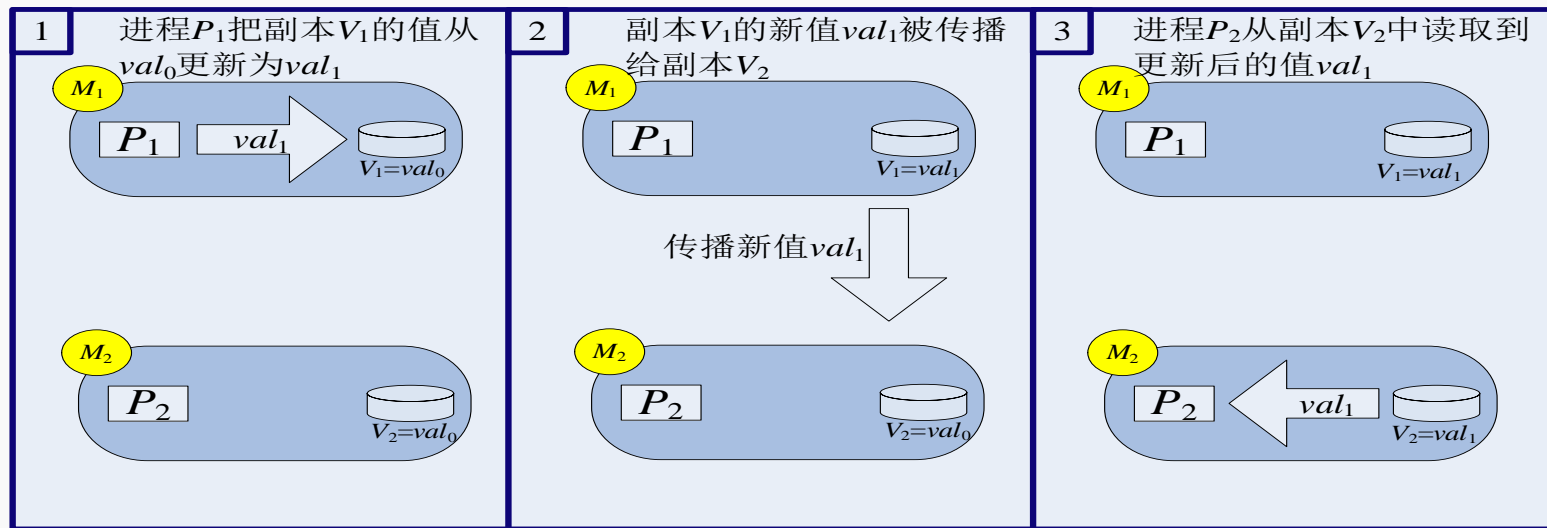 1
进程P₁把副本V₁的值从
val₀更新为val₁
M₁
P₁
val₁
V₁=val₀
M₂
P₂
V₂=val₀
2
副本V₁的新值val₁被传播
给副本V₂
M₁
P₁
V₁=val₁
传播新值val₁
M₂
P₂
V₂=val₀
3
进程P₂从副本V₂中读取到
更新后的值val₁
M₁
P₁
V₁=val₁
M₂
P₂
val₁
V₂=val₁